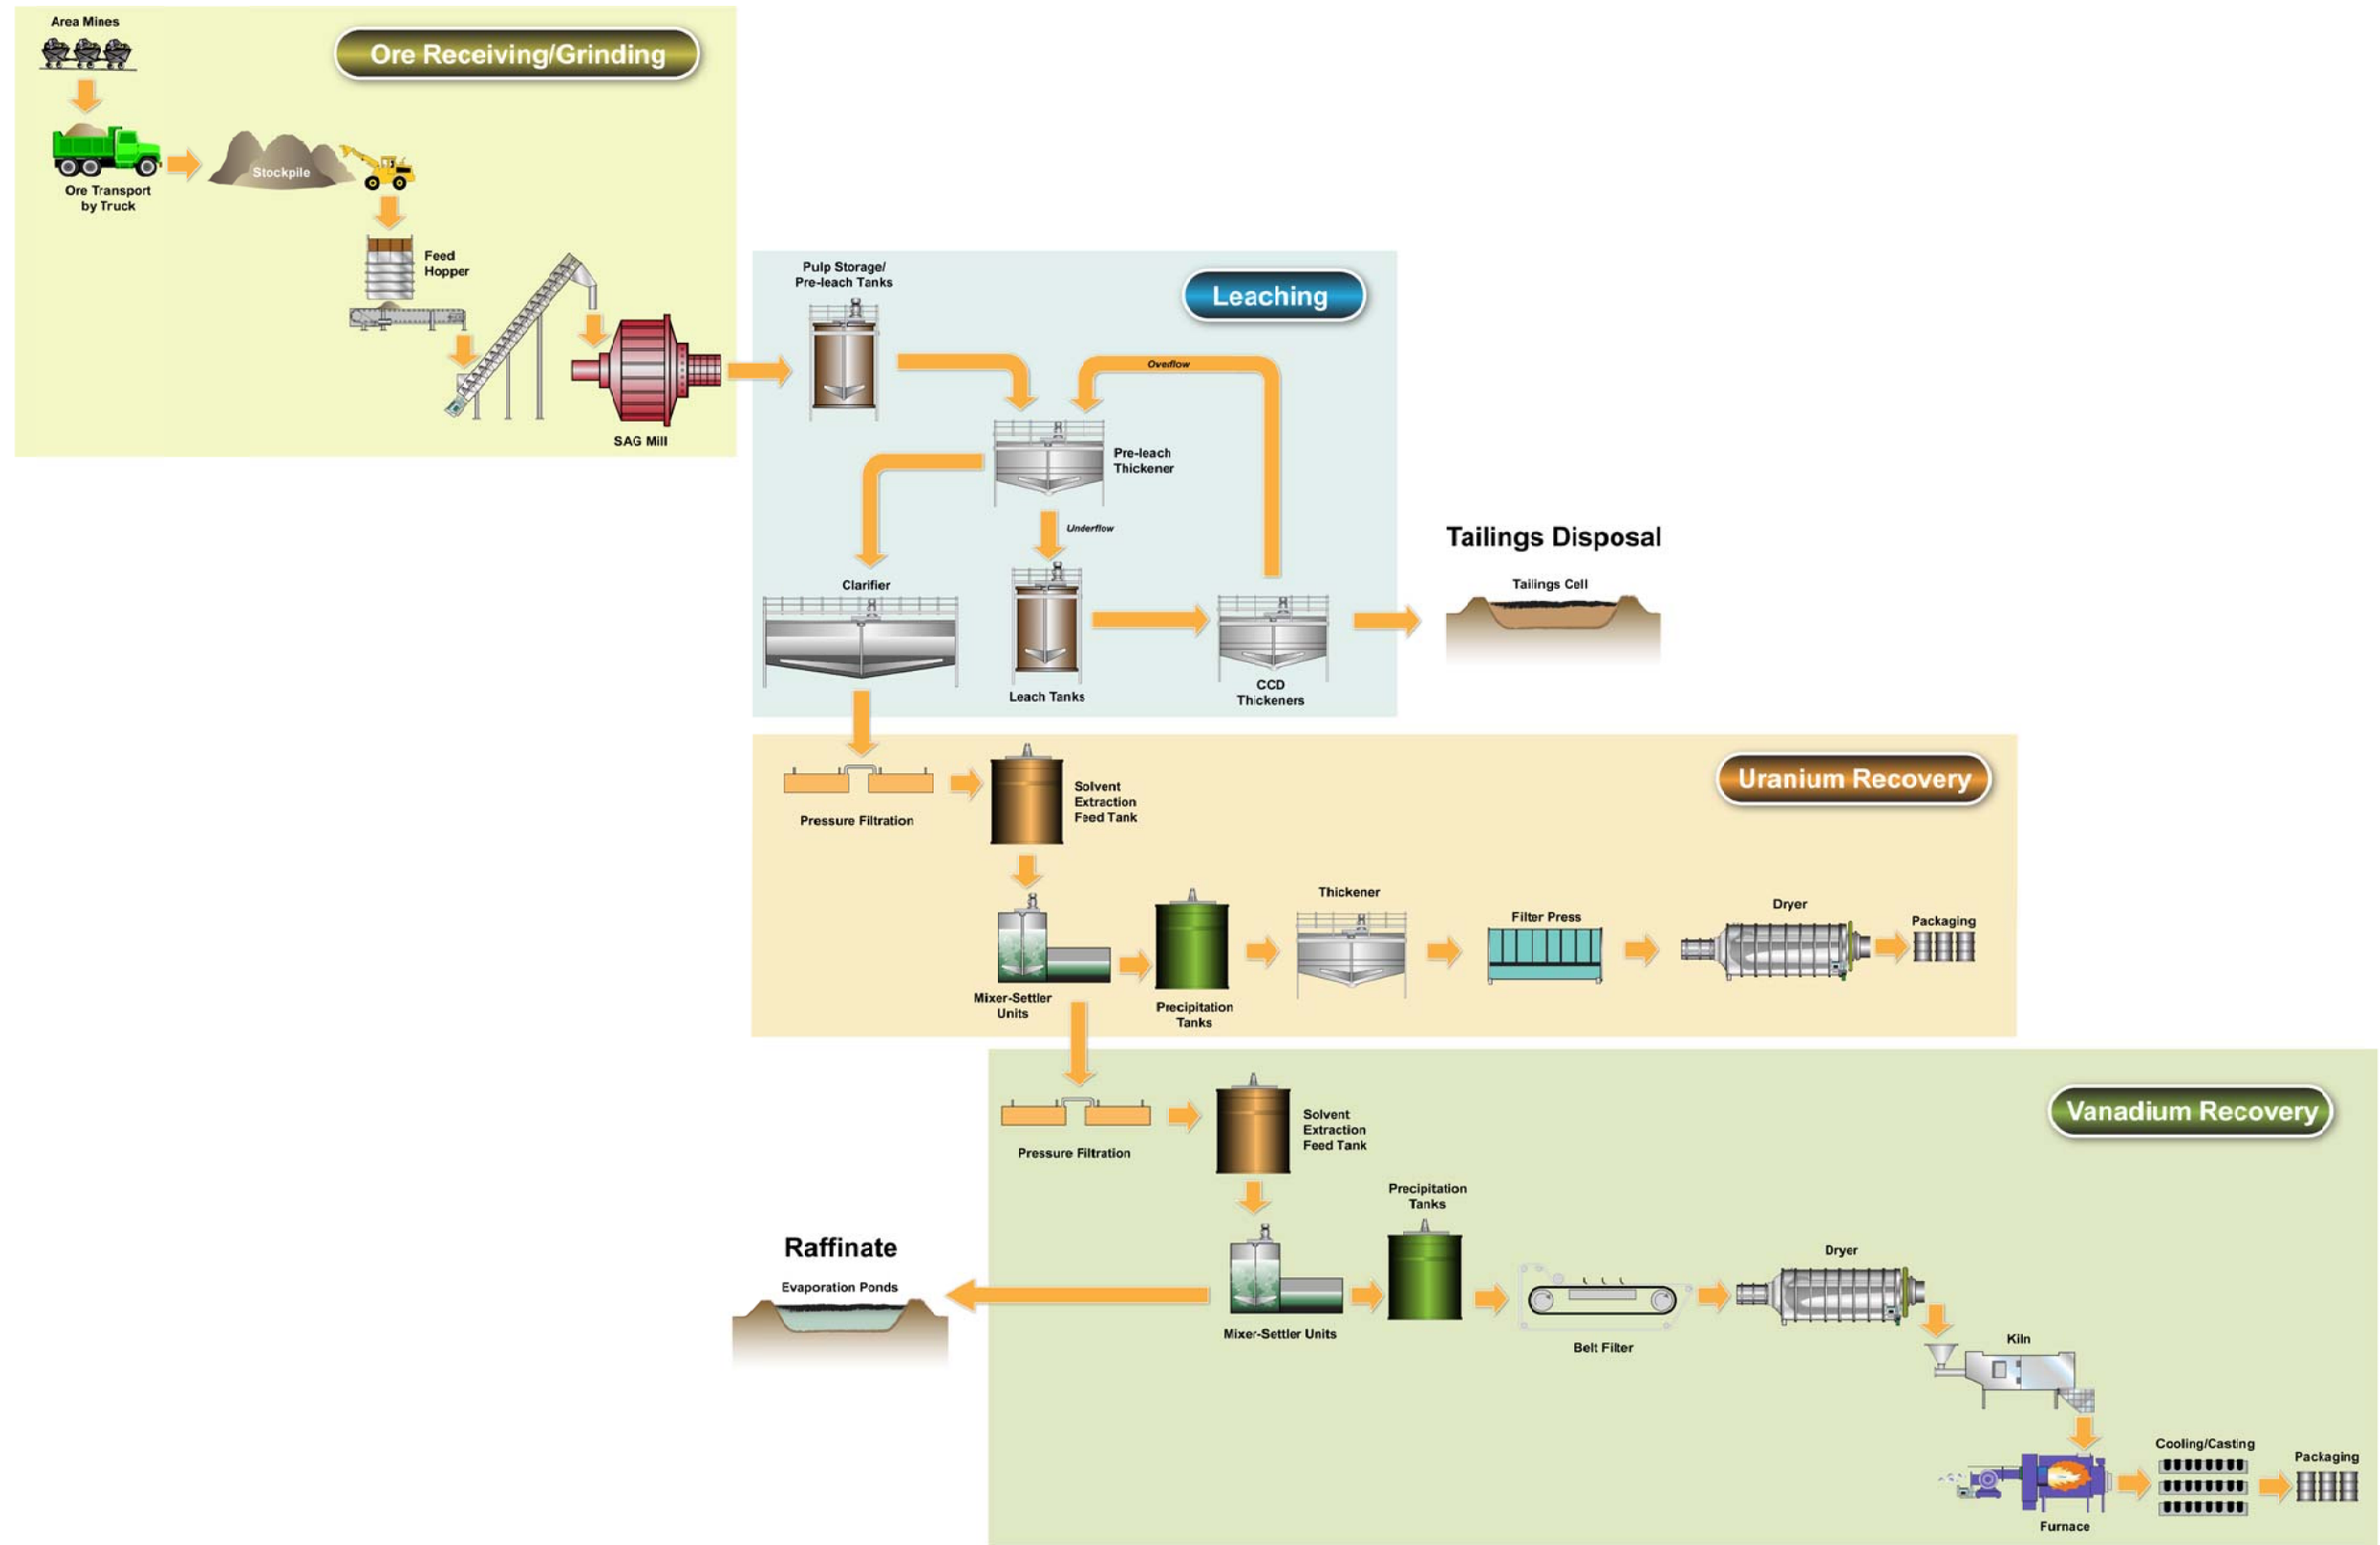 Area Mines
Ore Receiving/Grinding
Ore Transport
by Truck
Stockpile
Feed
Hopper
SAG Mill
Pulp Storage/
Pre-leach Tanks
Leaching
Oveflow
Pre-leach
Thickener
Underflow
Clarifier
Leach Tanks
CCD
Thickeners
Tailings Disposal
Tailings Cell
Uranium Recovery
Pressure Filtration
Solvent
Extraction
Feed Tank
Mixer-Settler
Units
Precipitation
Tanks
Thickener
Filter Press
Dryer
Packaging
Vanadium Recovery
Pressure Filtration
Solvent
Extraction
Feed Tank
Raffinate
Evaporation Ponds
Mixer-Settler Units
Precipitation
Tanks
Belt Filter
Dryer
Kiln
Furnace
Cooling/Casting
Packaging